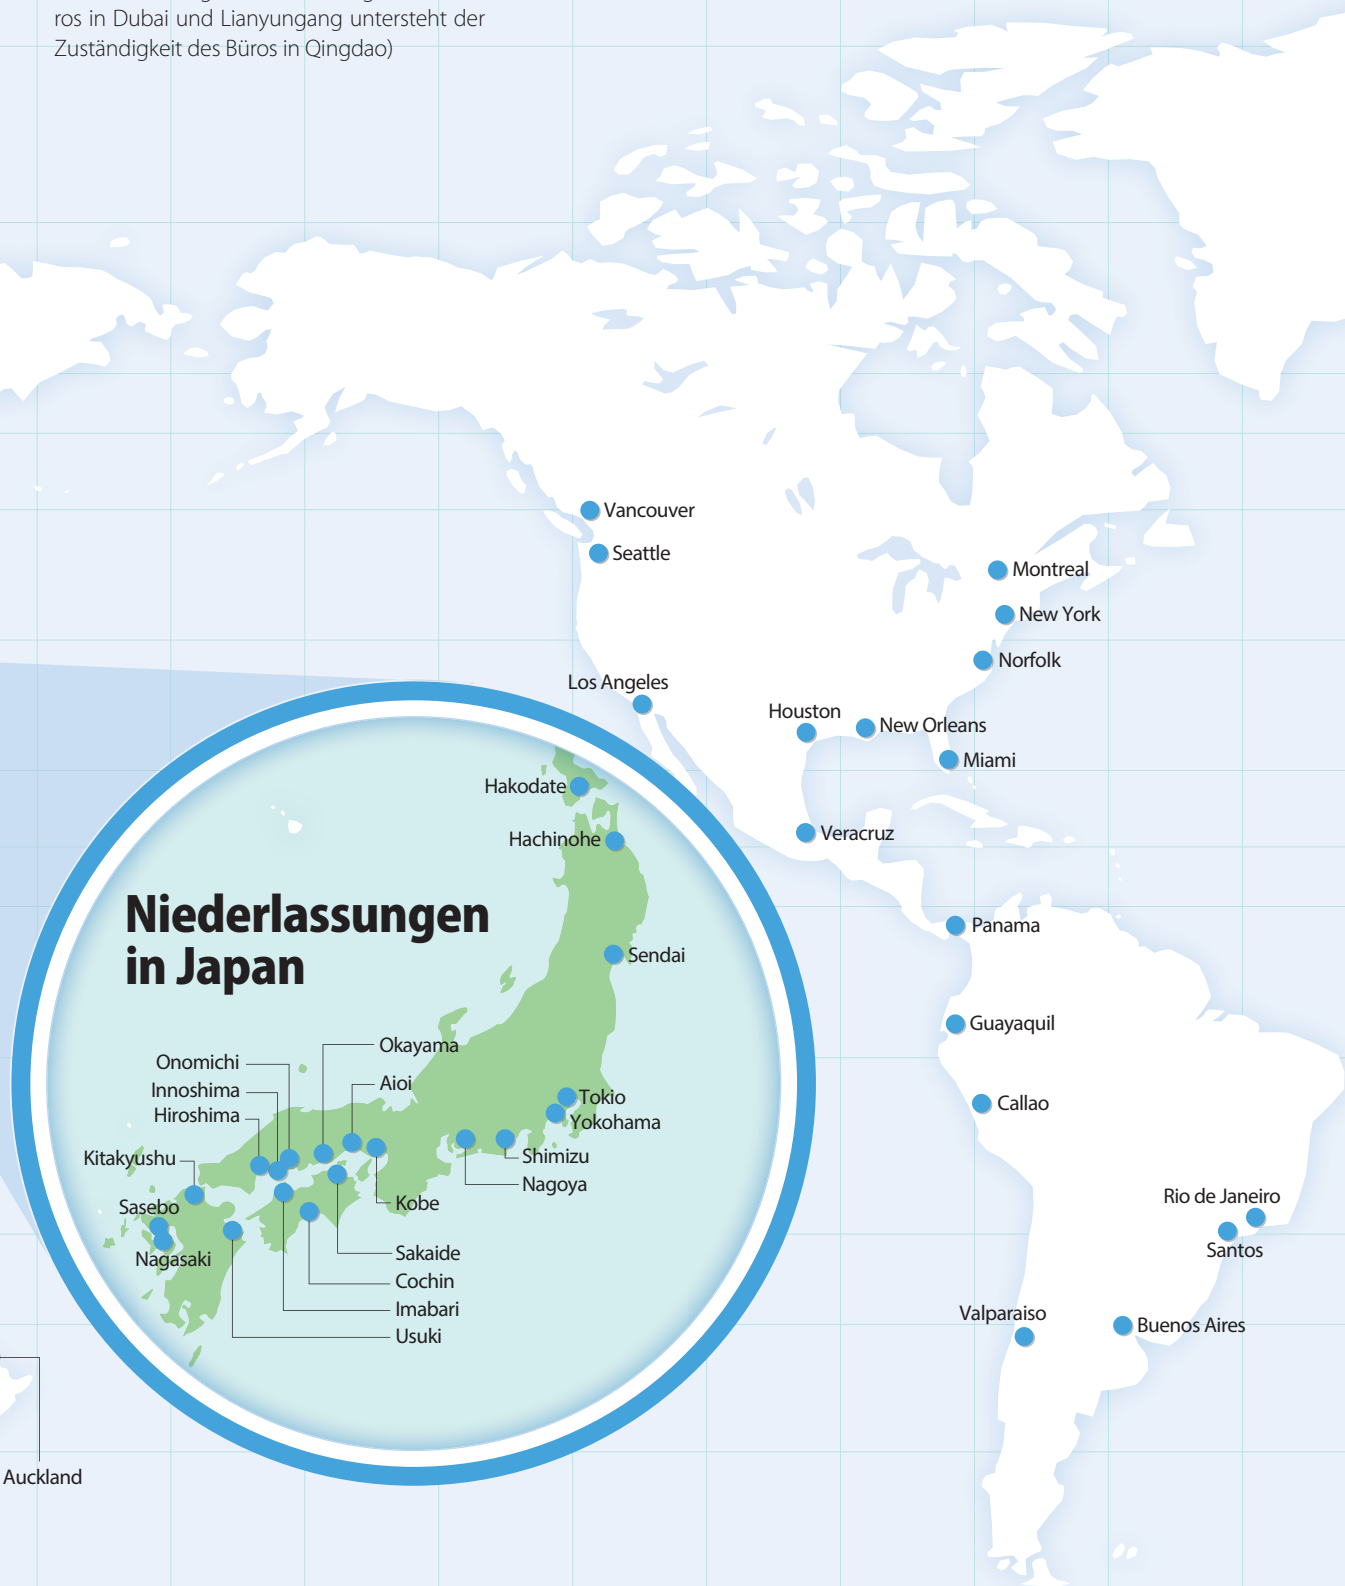 ros in Dubai und Lianyungang untersteht der
Zuständigkeit des Büros in Qingdao)
Vancouver
Seattle
Montreal
New York
Norfolk
Los Angeles
Houston
New Orleans
Miami
Veracruz
Panama
Guayaquil
Callao
Rio de Janeiro
Santos
Valparaiso
Buenos Aires
Auckland
Niederlassungen
in Japan
Hakodate
Hachinohe
Sendai
Okayama
Onomichi
Aioi
Innoshima
Hiroshima
Tokio
Yokohama
Kitakyushu
Shimizu
Nagoya
Sasebo
Kobe
Nagasaki
Sakaide
Cochin
Imabari
Usuki